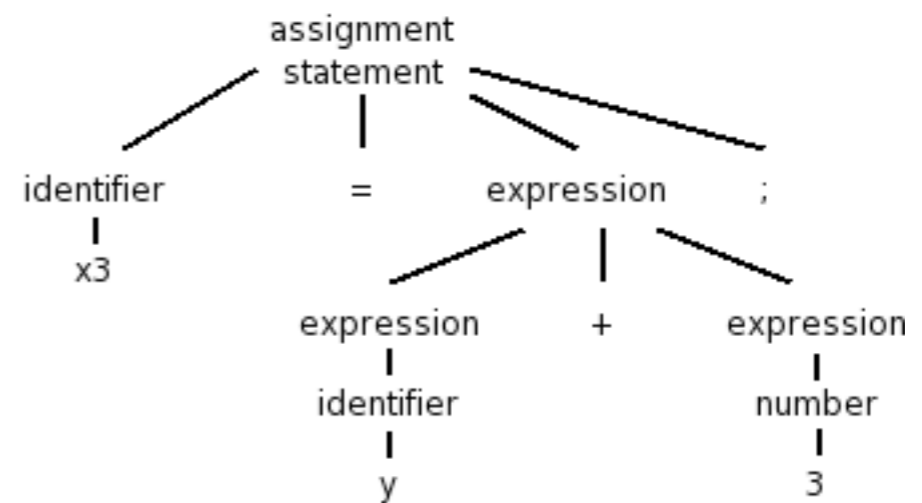 assignment
statement
identifier = expression ;
x3
expression + expression
identifier number
y 3